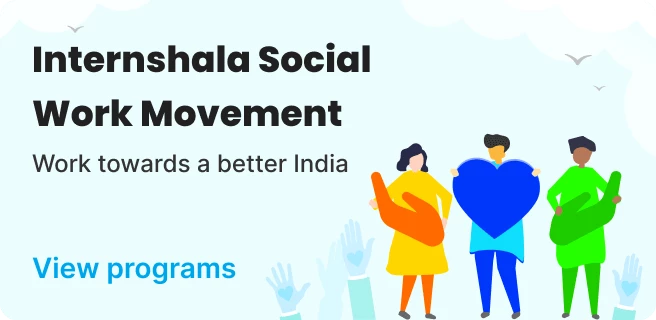 Internshala Social
Work Movement
Work towards a better India
View programs